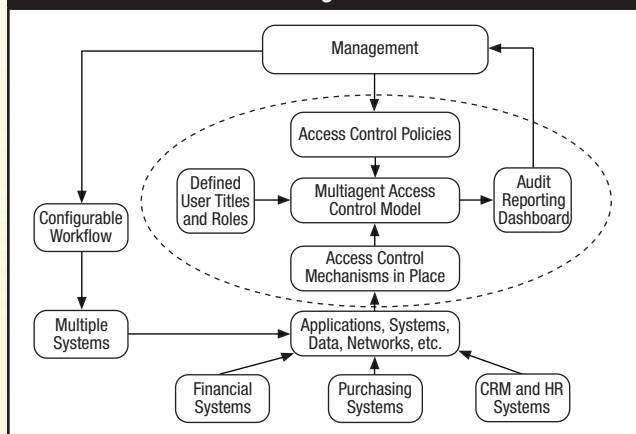 Management
Access Control Policies
Defined
User Titles
and Roles
Multiagent Access
Control Model
Audit
Reporting
Dashboard
Configurable
Workflow
Access Control
Mechanisms in Place
Multiple
Systems
Applications, Systems,
Data, Networks, etc.
Financial
Systems
Purchasing
Systems
CRM and HR
Systems